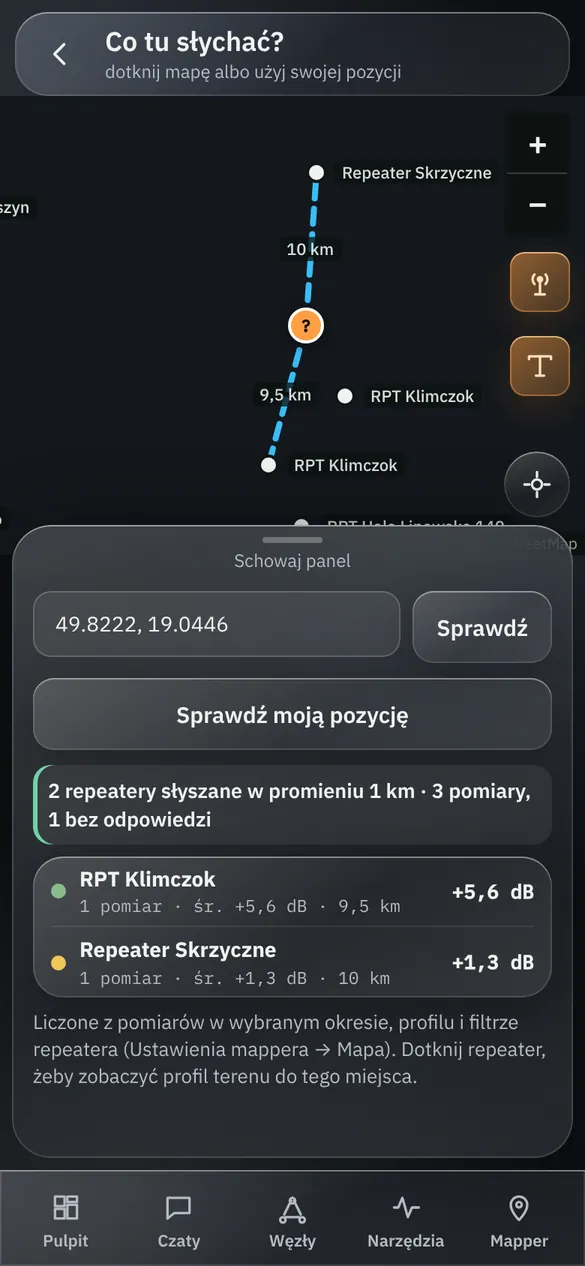 Co tu słychać?
dotknij mapę albo użyj swojej pozycji
Repeater Skrzyczne
szyn
10 km
?
9,5 km
RPT Klimczok
RPT Klimczok
Schowaj panel
49.8222, 19.0446
Sprawdź
Sprawdź moją pozycję
2 repeatery słyszane w promieniu 1 km · 3 pomiary,
1 bez odpowiedzi
RPT Klimczok
1 pomiar · śr. +5,6 dB · 9,5 km
+5,6 dB
Repeater Skrzyczne
1 pomiar · śr. +1,3 dB · 10 km
+1,3 dB
Liczone z pomiarów w wybranym okresie, profilu i filtrze
repeatera (Ustawienia mappera → Mapa). Dotknij repeater,
żeby zobaczyć profil terenu do tego miejsca.
Pulpit
Czaty
Węzły
Narzędzia
Mapper